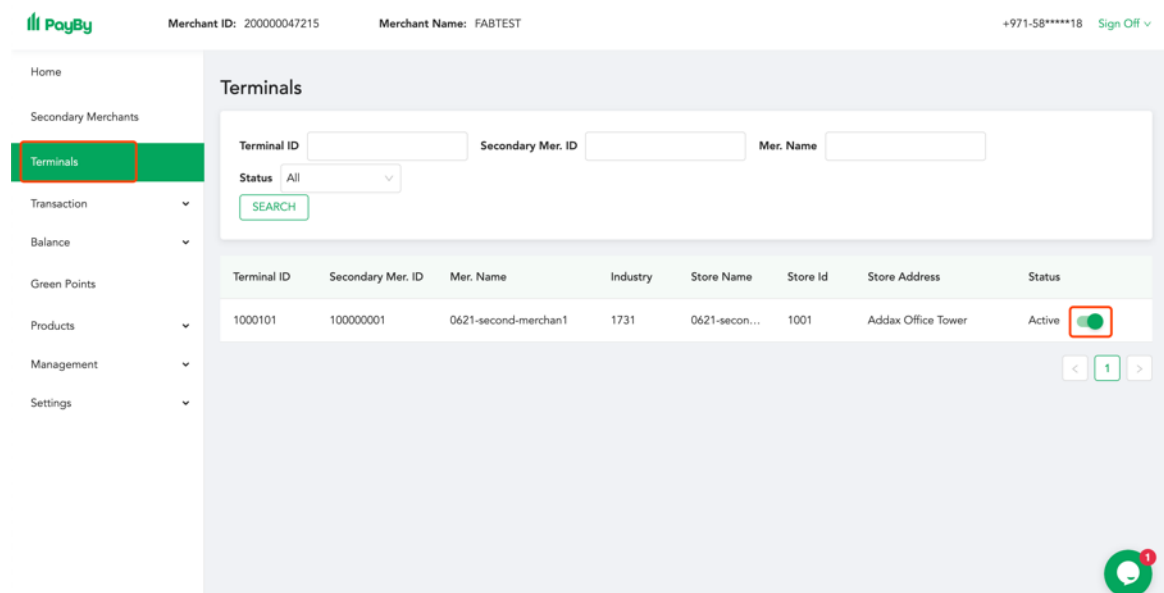 PayBy Merchant ID: 200000047215 Merchant Name: FABTEST +971-58*****18 Sign Off
Home
Secondary Merchants
Terminals
Transaction
Balance
Green Points
Products
Management
Settings
Terminals
Terminal ID Secondary Mer. ID Mer. Name
Status All
SEARCH
Terminal ID Secondary Mer. ID Mer. Name Industry Store Name Store Id Store Address Status
1000101 100000001 0621-second-merchan1 1731 0621-secon... 1001 Addax Office Tower Active
< 1 >
1